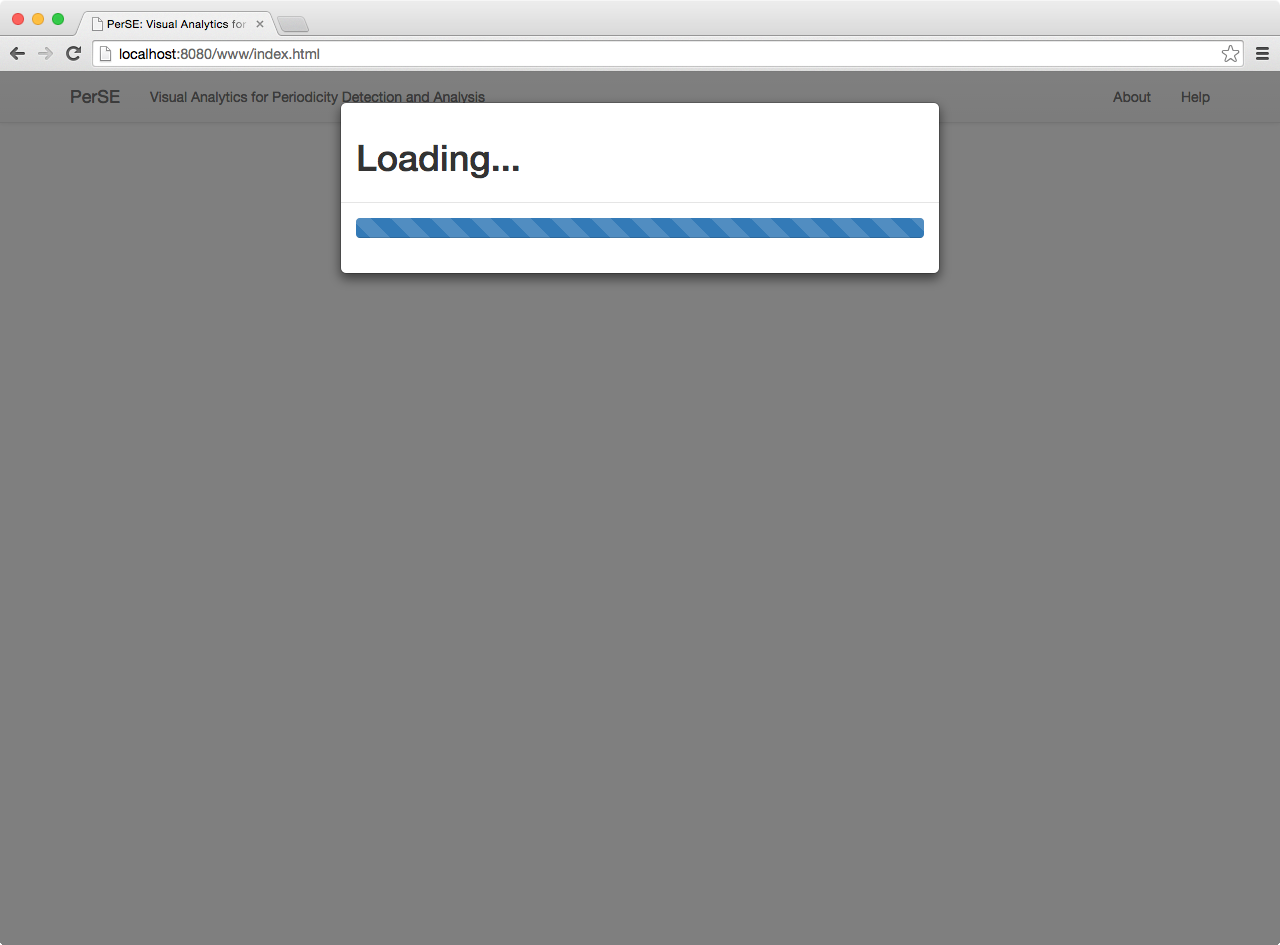 PerSE: Visual Analytics for
localhost:8080/www/index.html
PerSE Visual Analytics for Periodicity Detection and Analysis About Help
Loading...